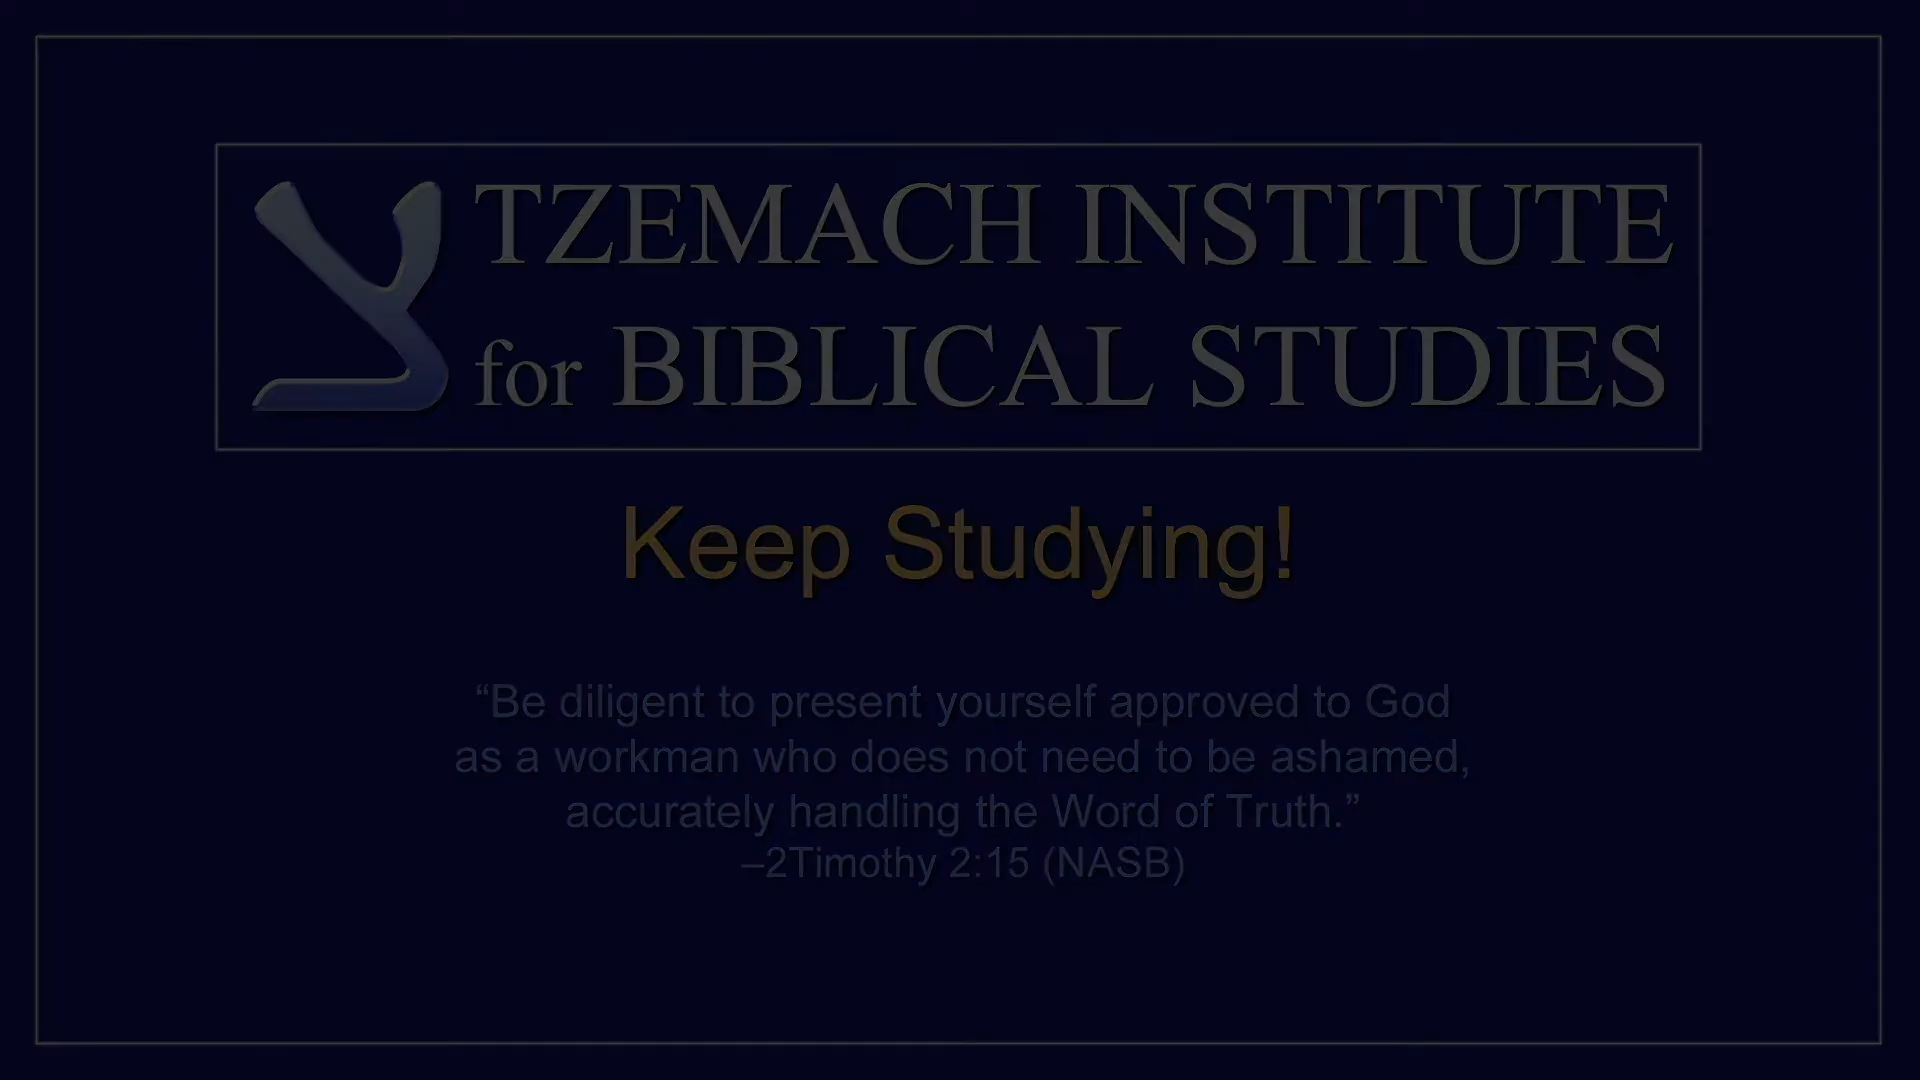 צ TZEMACH INSTITUTE
for BIBLICAL STUDIES
Keep Studying!
“Be diligent to present yourself approved to God
as a workman who does not need to be ashamed,
accurately handling the Word of Truth.”
–2Timothy 2:15 (NASB)